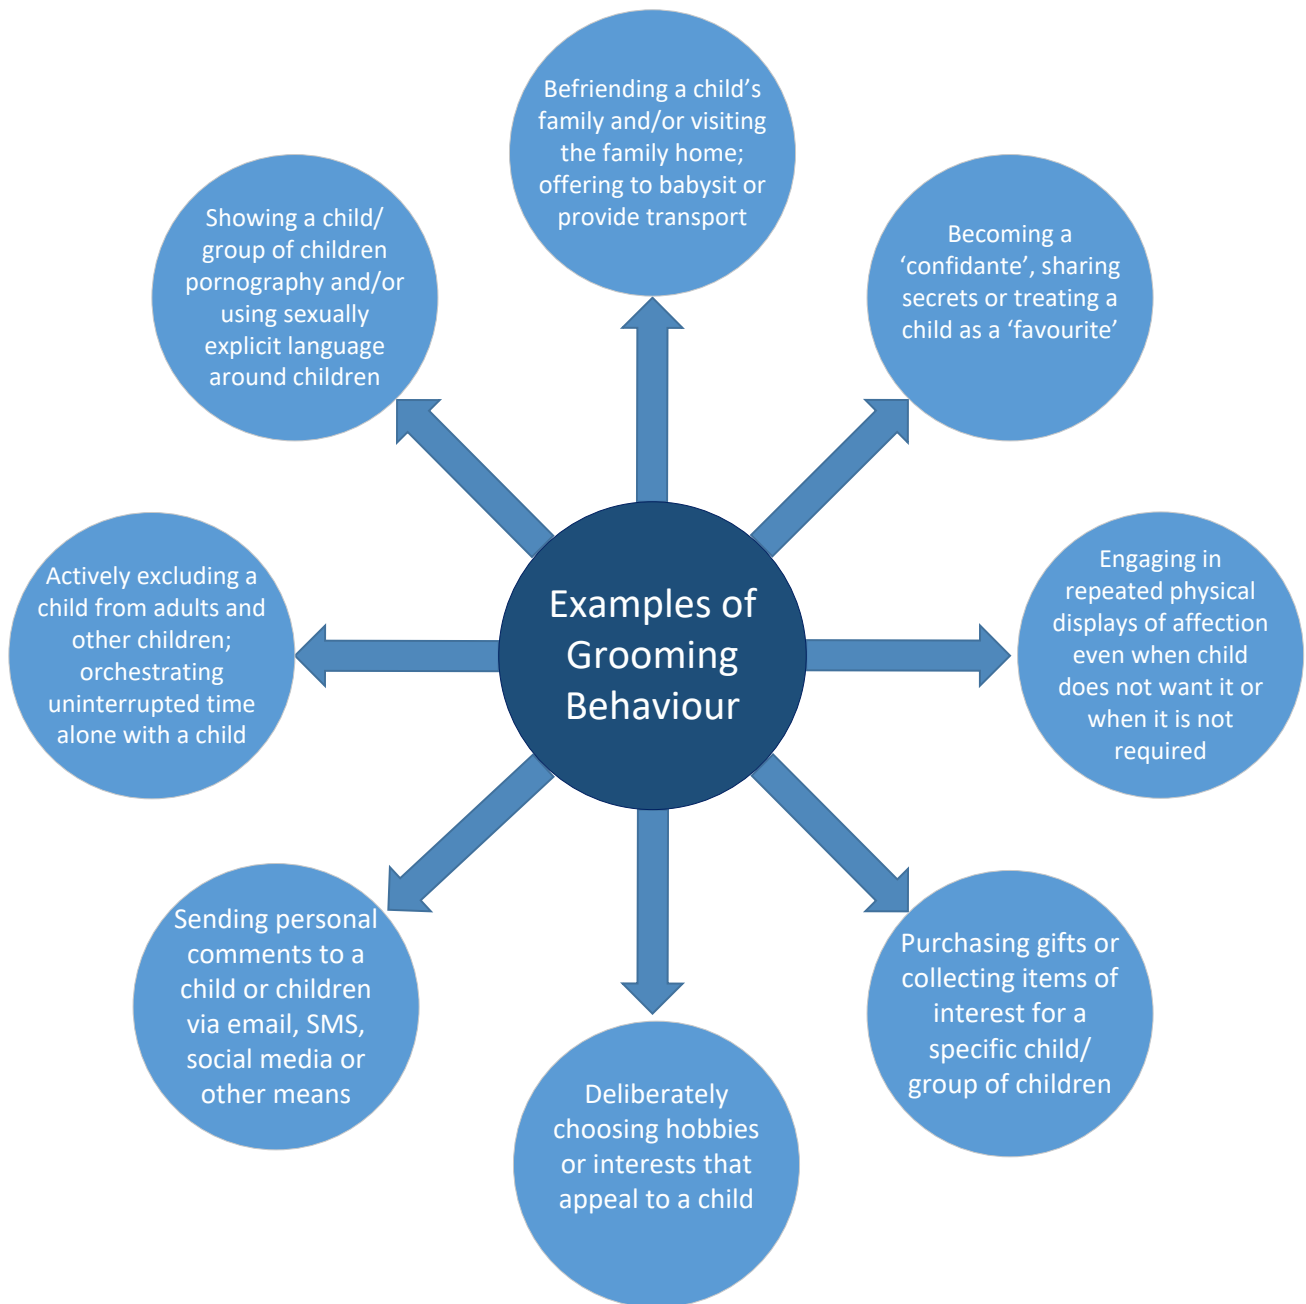 Befriending a child’s
family and/or visiting
the family home;
offering to babysit or
provide transport
Becoming a
‘confidante’, sharing
secrets or treating a
child as a ‘favourite’
Engaging in
repeated physical
displays of affection
even when child
does not want it or
when it is not
required
Purchasing gifts or
collecting items of
interest for a
specific child/
group of children
Deliberately
choosing hobbies
or interests that
appeal to a child
Sending personal
comments to a
child or children
via email, SMS,
social media or
other means
Actively excluding a
child from adults and
other children;
orchestrating
uninterrupted time
alone with a child
Showing a child/
group of children
pornography and/or
using sexually
explicit language
around children
Examples of
Grooming
Behaviour